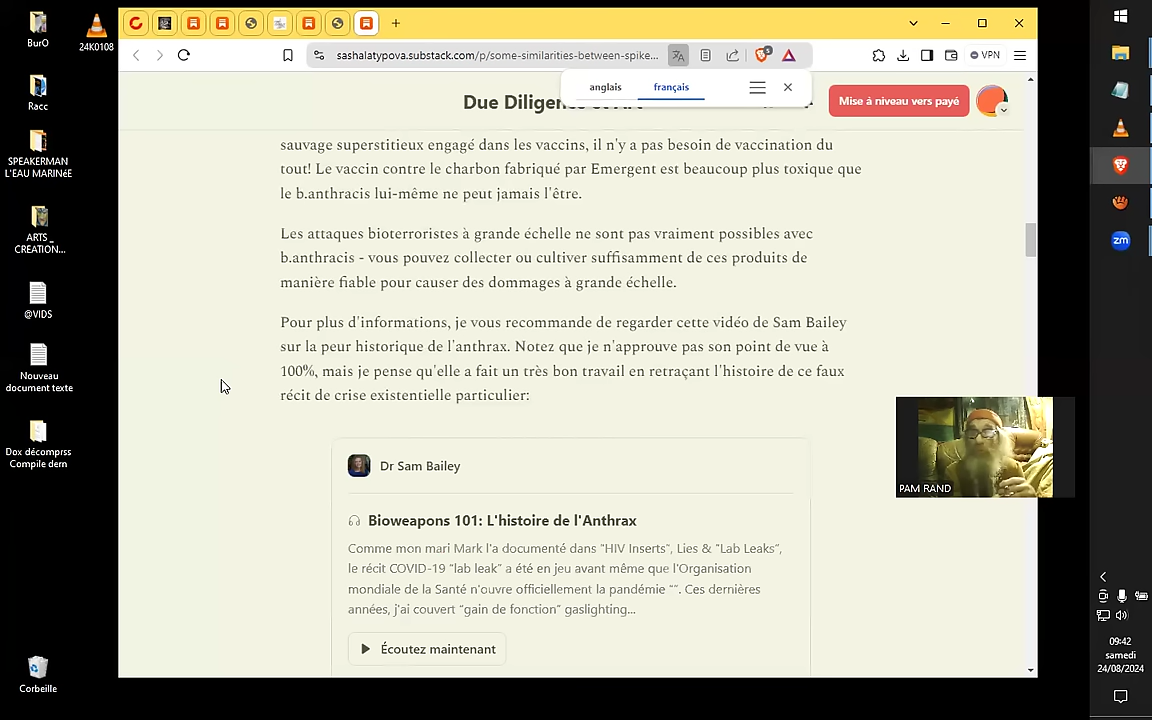 BurO
24K0108
Racc
SPEAKERMAN
L'EAU MARINéE
ARTS _
CREATION...
@VIDS
Nouveau
document texte
Dox décomprss
Compile dern
Corbeille
sashalatypova.substack.com/p/some-similarities-between-spike...
5
VPN
anglais
français
Due Diligence et Art
Mise à niveau vers payé
sauvage superstitieux engagé dans les vaccins, il n'y a pas besoin de vaccination du
tout! Le vaccin contre le charbon fabriqué par Emergent est beaucoup plus toxique que
le b.anthracis lui-même ne peut jamais l'être.
Les attaques bioterroristes à grande échelle ne sont pas vraiment possibles avec
b.anthracis - vous pouvez collecter ou cultiver suffisamment de ces produits de
manière fiable pour causer des dommages à grande échelle.
Pour plus d'informations, je vous recommande de regarder cette vidéo de Sam Bailey
sur la peur historique de l'anthrax. Notez que je n'approuve pas son point de vue à
100%, mais je pense qu'elle a fait un très bon travail en retraçant l'histoire de ce faux
récit de crise existentielle particulier:
Dr Sam Bailey
Bioweapons 101: L'histoire de l'Anthrax
Comme mon mari Mark l'a documenté dans "HIV Inserts", Lies & "Lab Leaks",
le récit COVID-19 "lab leak" a été en jeu avant même que l'Organisation
mondiale de la Santé n'ouvre officiellement la pandémie "". Ces dernières
années, j'ai couvert "gain de fonction" gaslighting...
Écoutez maintenant
PAM RAND
zm
09:42
samedi
24/08/2024